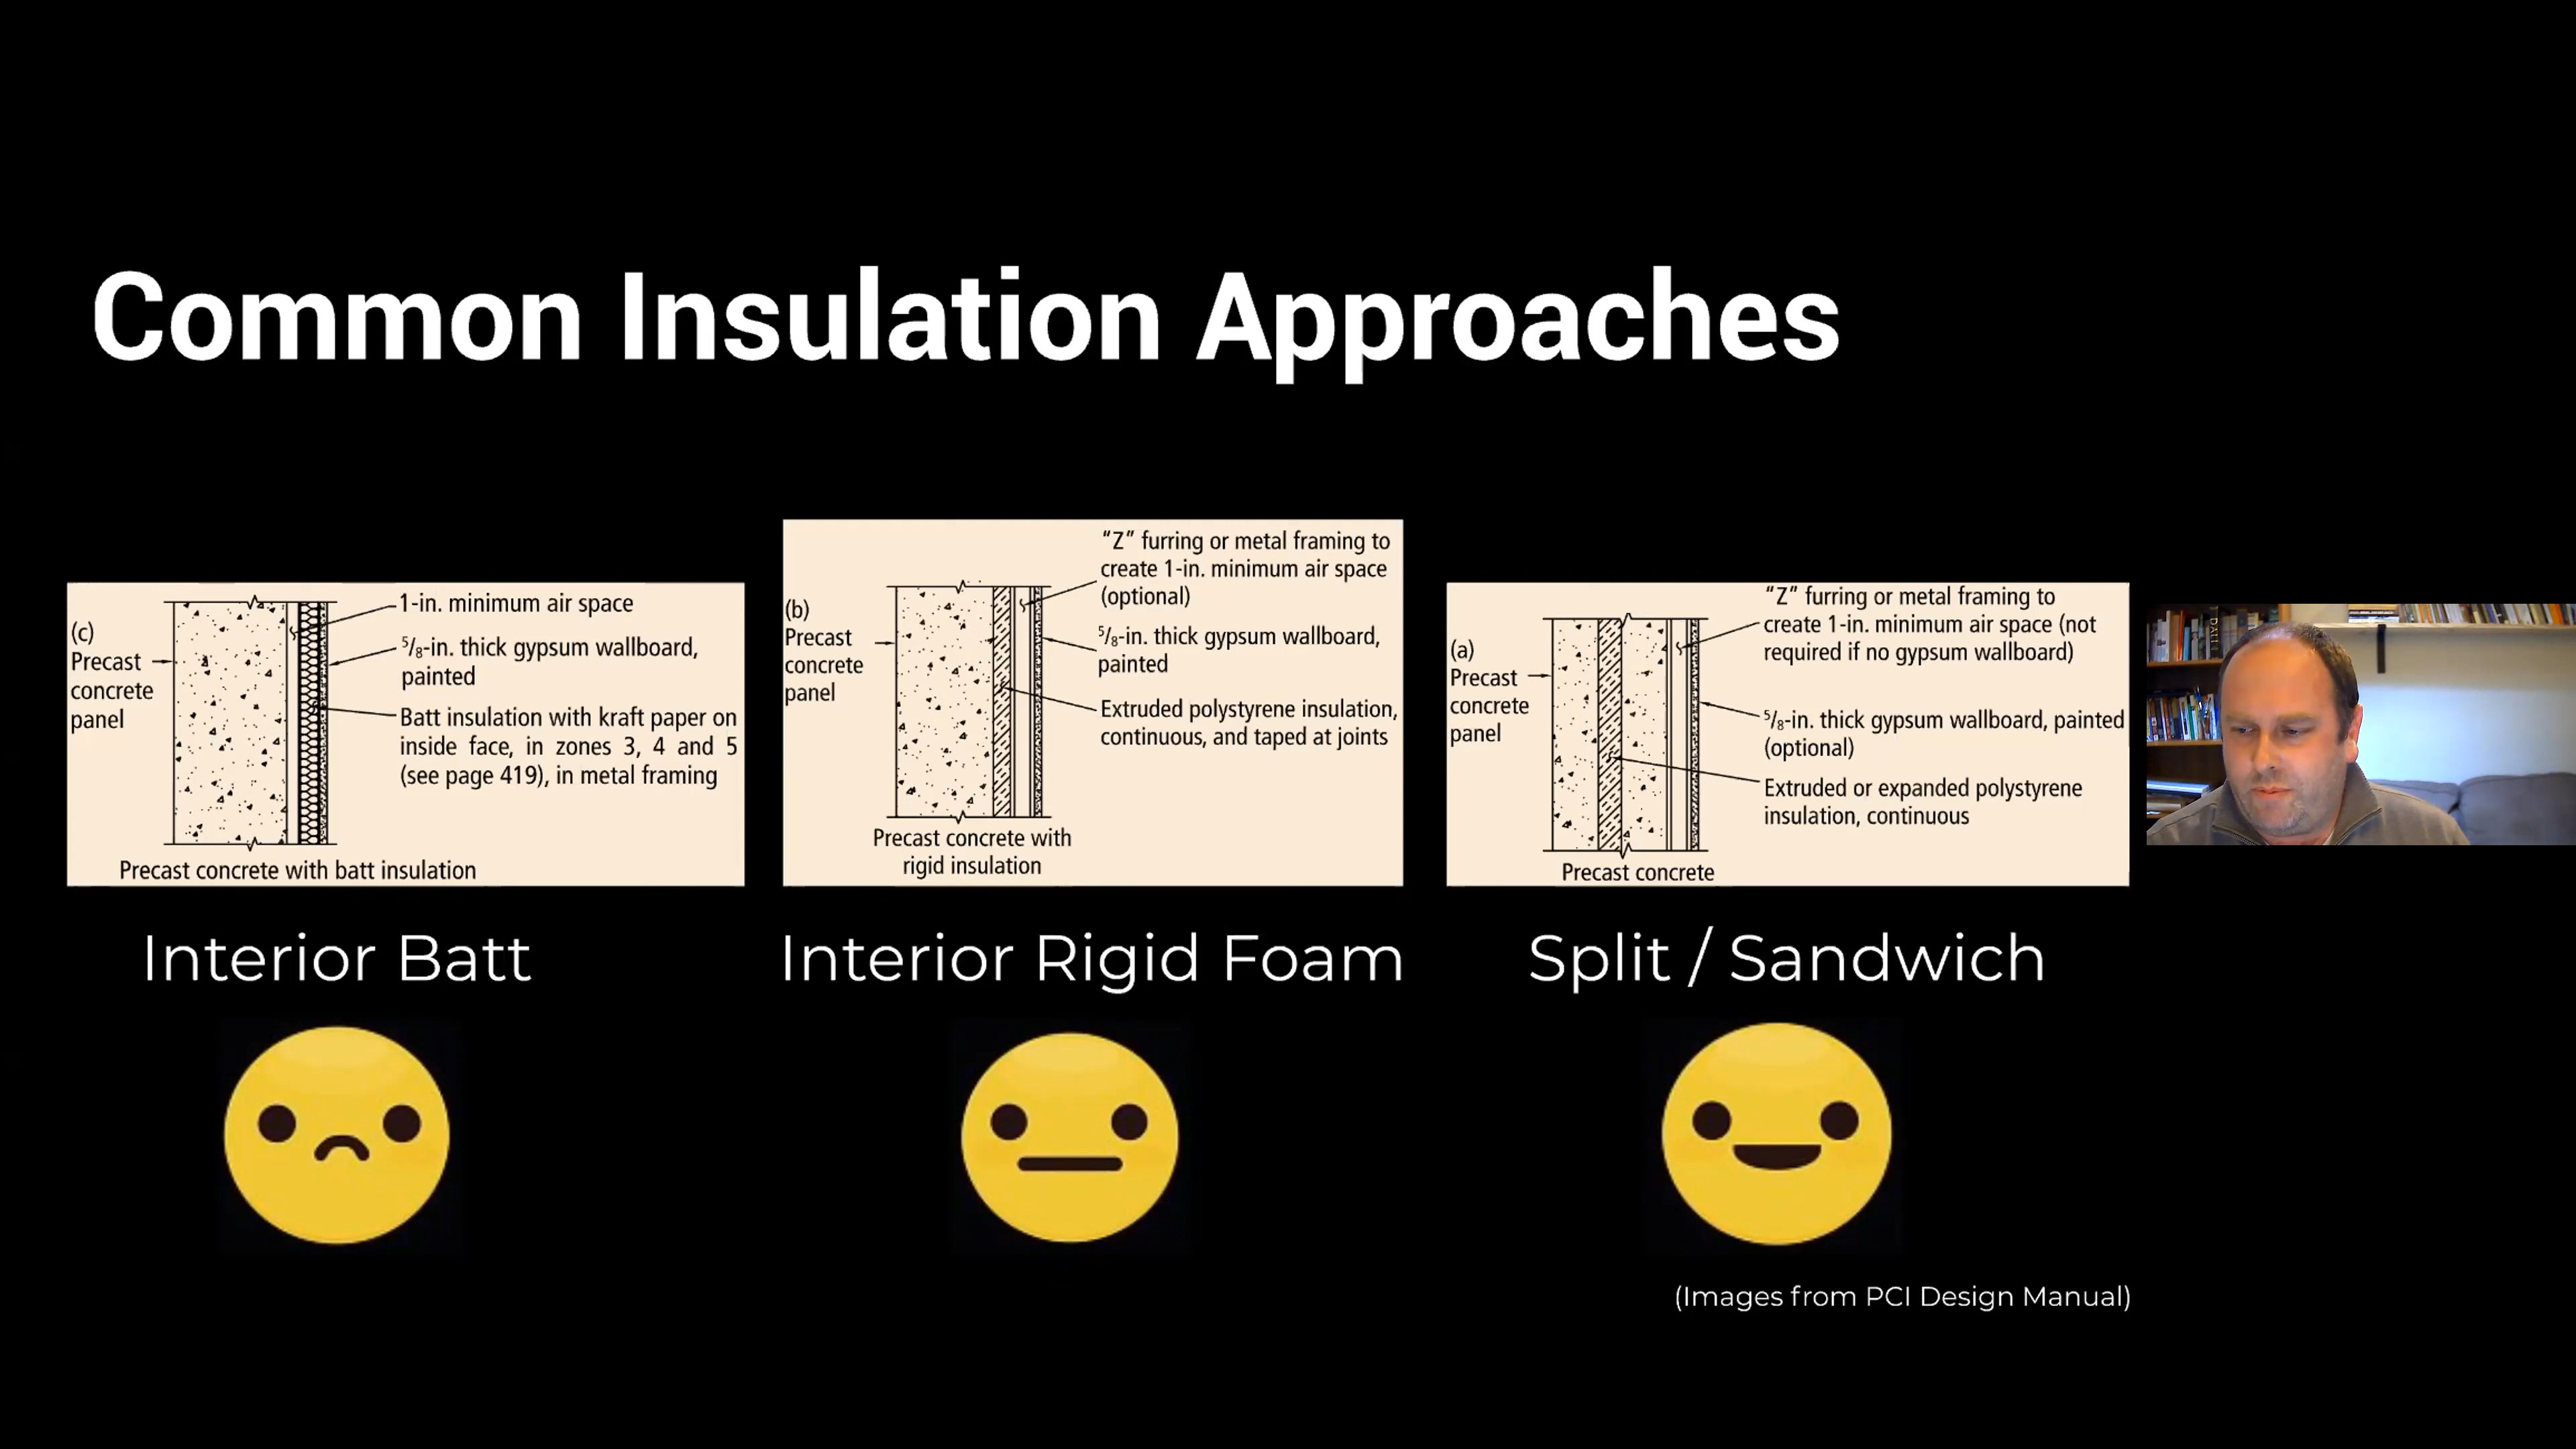 Common Insulation Approaches
(c)
Precast
concrete
panel
1-in. minimum air space
5/8-in. thick gypsum wallboard,
painted
Batt insulation with kraft paper on
inside face, in zones 3, 4 and 5
(see page 419), in metal framing
Precast concrete with batt insulation
Interior Batt
(b)
Precast
concrete
panel
"Z" furring or metal framing to
create 1-in. minimum air space
(optional)
5/8-in. thick gypsum wallboard,
painted
Extruded polystyrene insulation,
continuous, and taped at joints
Precast concrete with
rigid insulation
Interior Rigid Foam
(a)
Precast
concrete
panel
"Z" furring or metal framing to
create 1-in. minimum air space (not
required if no gypsum wallboard)
5/8-in. thick gypsum wallboard, painted
(optional)
Extruded or expanded polystyrene
insulation, continuous
Precast concrete
Split / Sandwich
(Images from PCI Design Manual)